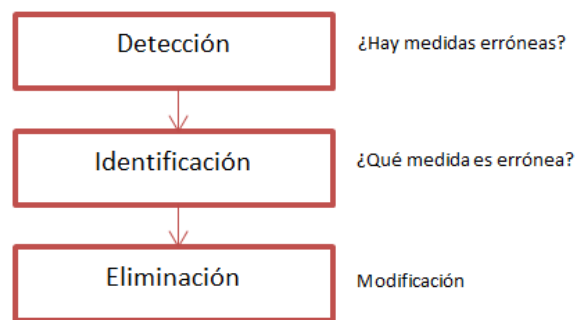 Detección
¿Hay medidas erróneas?
Identificación
¿Qué medida es errónea?
Eliminación
Modificación